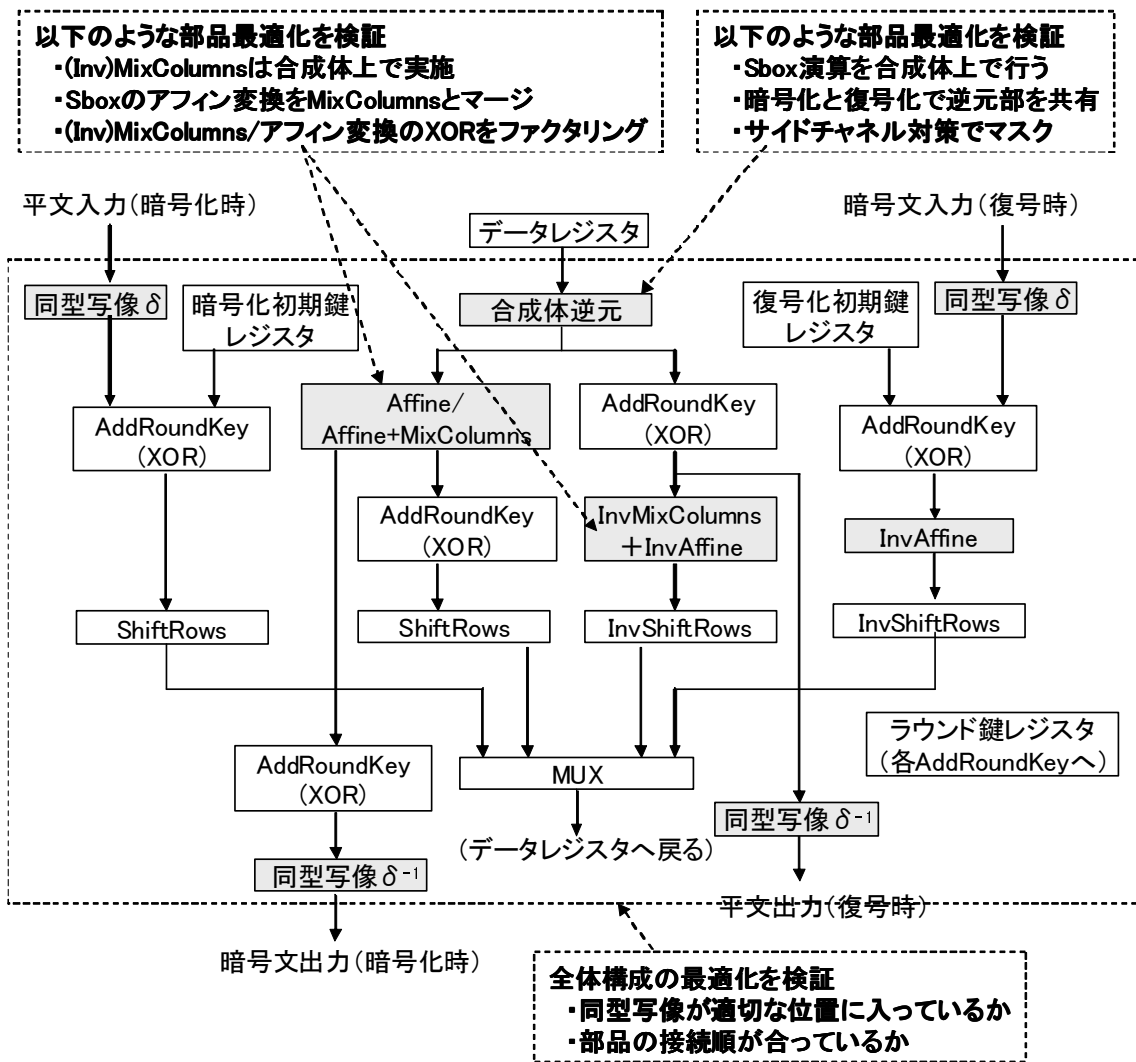 以下のような部品最適化を検証
・(Inv)MixColumnsは合成体上で実施
・SboxのアフィンE換をMixColumnsとマージ
・(Inv)MixColumns/アフィン変換のXORをファクタリング
以下のような部品最適化を検証
・Sbox演算を合成体上で行う
・暗号化と復号化で逆元部を共有
・サイドチャネル対策でマスク
平文入力(暗号化時)
データレジスタ
暗号文入力(復号時)
同型写像δ
暗号化初期鍵
レジスタ
合成体逆元
復号化初期鍵
レジスタ
同型写像δ
AddRoundKey
(XOR)
Affine/
Affine+MixColumns
AddRoundKey
(XOR)
AddRoundKey
(XOR)
AddRoundKey
(XOR)
InvMixColumns
＋InvAffine
InvAffine
ShiftRows
ShiftRows
InvShiftRows
InvShiftRows
AddRoundKey
(XOR)
MUX
ラウンド鍵レジスタ
(各AddRoundKeyへ)
(データレジスタへ戻る)
同型写像δ⁻¹
同型写像δ⁻¹
平文出力(復号時)
暗号文出力(暗号化時)
全体構成の最適化を検証
・同型写像が適切な位置に入っているか
・部品の接続順が合っているか